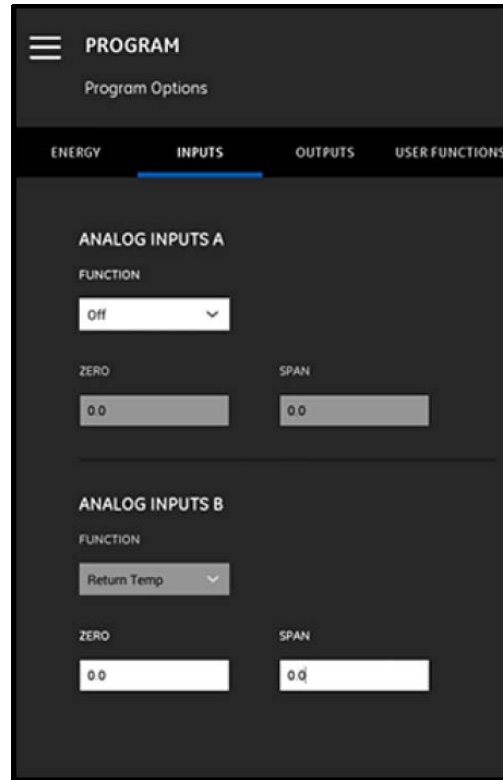 PROGRAM
Program Options
ENERGY INPUTS OUTPUTS USER FUNCTIONS
ANALOG INPUTS A
FUNCTION
Off
ZERO SPAN
0.0 0.0
ANALOG INPUTS B
FUNCTION
Return Temp
ZERO SPAN
0.0 0.0